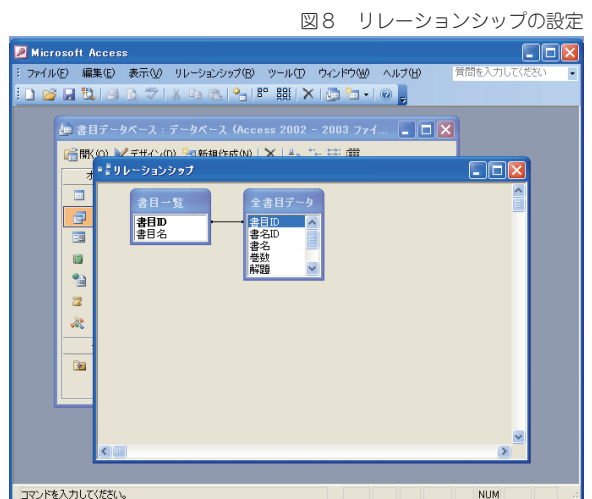 図8 リレーションシップの設定
Microsoft Access
ファイル(F) 編集(E) 表示(V) リレーションシップ(R) ツール(T) ウィンドウ(W) ヘルプ(H) 質問を入力してください
書目データベース : データベース (Access 2002 - 2003 ファイ...
開く(O) デザイン(D) 新規作成(N)
オ
リレーションシップ
書目一覧
書目ID
書目名
全書目データ
書目ID
書名ID
書名
巻数
解題
コマンドを入力してください。 NUM